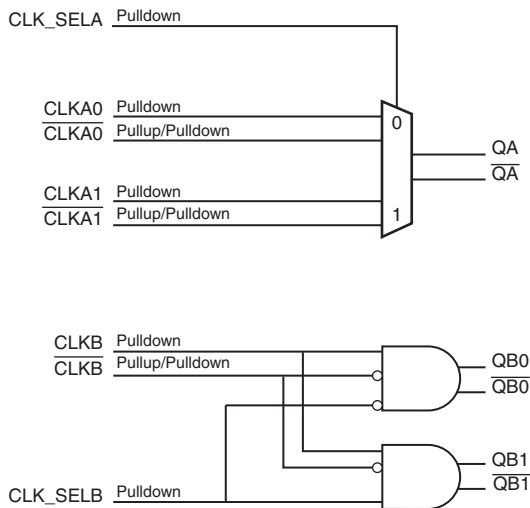 CLK_SELA Pulldown
CLKA0 Pulldown
CLKA0 Pullup/Pulldown
0
QA
QA
CLKA1 Pulldown
CLKA1 Pullup/Pulldown
1
CLKB Pulldown
CLKB Pullup/Pulldown
QB0
QB0
QB1
QB1
CLK_SELB Pulldown